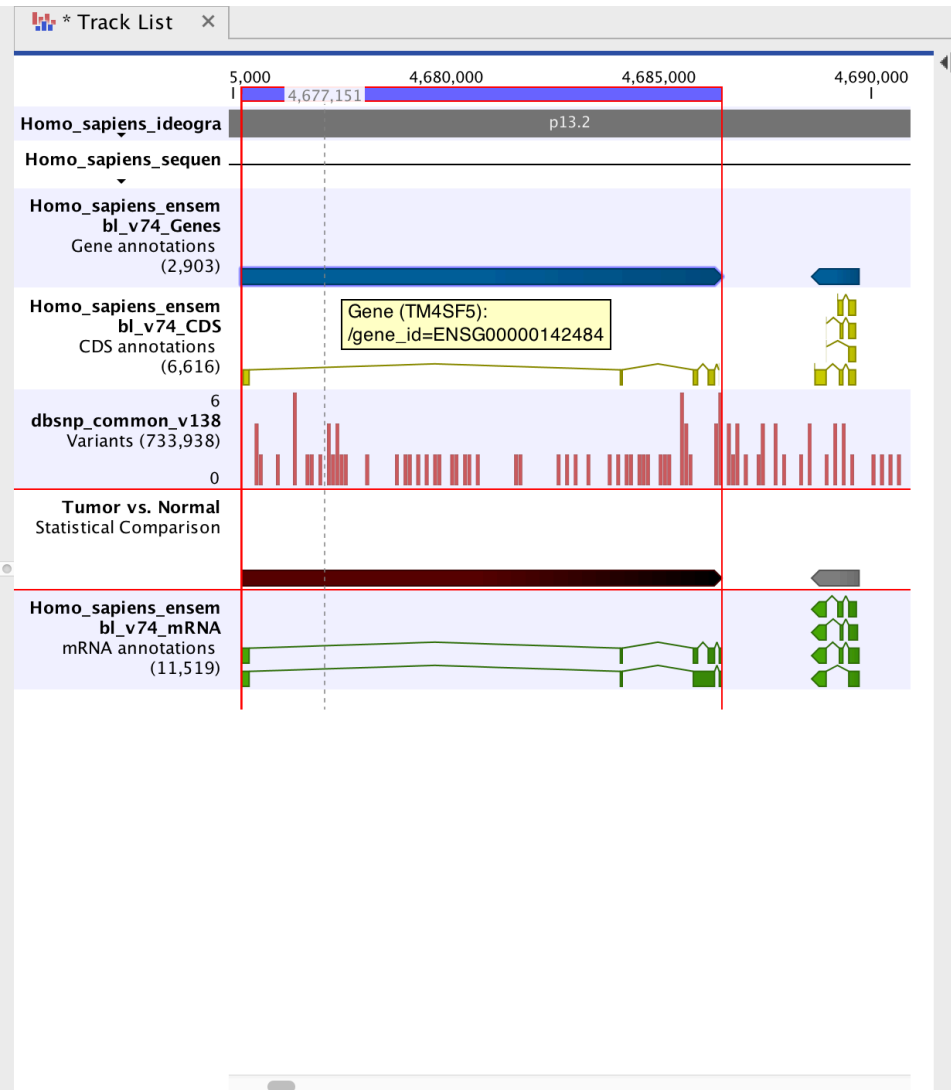 * Track List ×
5,000 4,680,000 4,685,000 4,690,000
4,677,151
Homo_sapiens_ideogra
p13.2
Homo_sapiens_sequen
Homo_sapiens_ensem
bl_v74_Genes
Gene annotations
(2,903)
Homo_sapiens_ensem
bl_v74_CDS
CDS annotations
(6,616)
Gene (TM4SF5):
/gene_id=ENSG00000142484
6
dbsnp_common_v138
Variants (733,938)
0
Tumor vs. Normal
Statistical Comparison
Homo_sapiens_ensem
bl_v74_mRNA
mRNA annotations
(11,519)